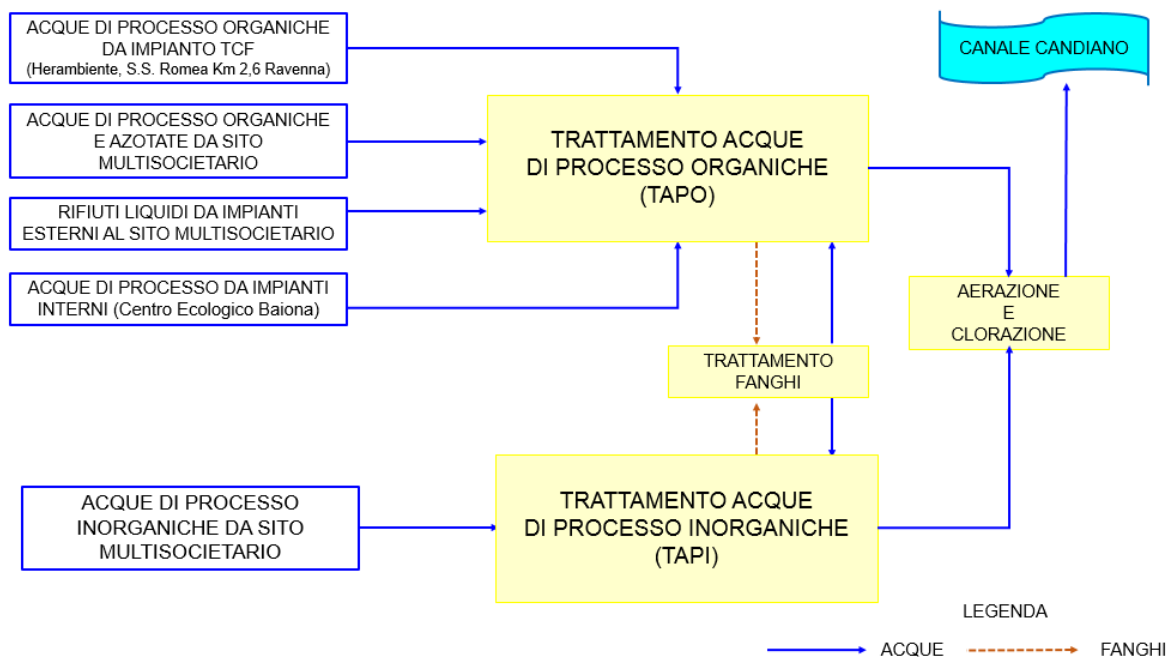 ACQUE DI PROCESSO ORGANICHE
DA IMPIANTO TCF
(Herambiente, S.S. Romea Km 2,6 Ravenna)
CANALE CANDIANO
ACQUE DI PROCESSO ORGANICHE
E AZOTATE DA SITO
MULTISOCIETARIO
TRATTAMENTO ACQUE
DI PROCESSO ORGANICHE
(TAPO)
RIFIUTI LIQUIDI DA IMPIANTI
ESTERNI AL SITO MULTISOCIETARIO
ACQUE DI PROCESSO DA IMPIANTI
INTERNI (Centro Ecologico Baiona)
AERAZIONE
E
CLORAZIONE
TRATTAMENTO
FANGHI
ACQUE DI PROCESSO
INORGANICHE DA SITO
MULTISOCIETARIO
TRATTAMENTO ACQUE
DI PROCESSO INORGANICHE
(TAPI)
LEGENDA
ACQUE
FANGHI